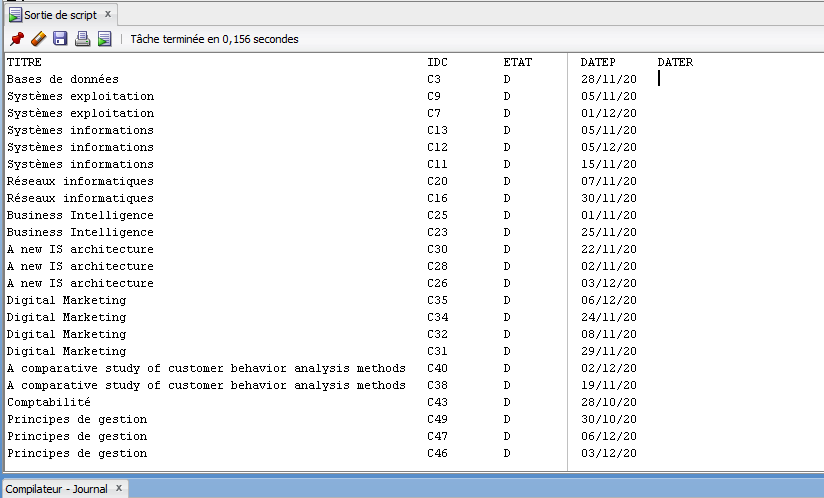 Sortie de script x
Tâche terminée en 0,156 secondes
TITRE IDC ETAT DATEP DATER
Bases de données C3 D 28/11/20
Systèmes exploitation C9 D 05/11/20
Systèmes exploitation C7 D 01/12/20
Systèmes informations C13 D 05/11/20
Systèmes informations C12 D 05/12/20
Systèmes informations C11 D 15/11/20
Réseaux informatiques C20 D 07/11/20
Réseaux informatiques C16 D 30/11/20
Business Intelligence C25 D 01/11/20
Business Intelligence C23 D 25/11/20
A new IS architecture C30 D 22/11/20
A new IS architecture C28 D 02/11/20
A new IS architecture C26 D 03/12/20
Digital Marketing C35 D 06/12/20
Digital Marketing C34 D 24/11/20
Digital Marketing C32 D 08/11/20
Digital Marketing C31 D 29/11/20
A comparative study of customer behavior analysis methods C40 D 02/12/20
A comparative study of customer behavior analysis methods C38 D 19/11/20
Comptabilité C43 D 28/10/20
Principes de gestion C49 D 30/10/20
Principes de gestion C47 D 06/12/20
Principes de gestion C46 D 03/12/20
Compilateur - Journal x